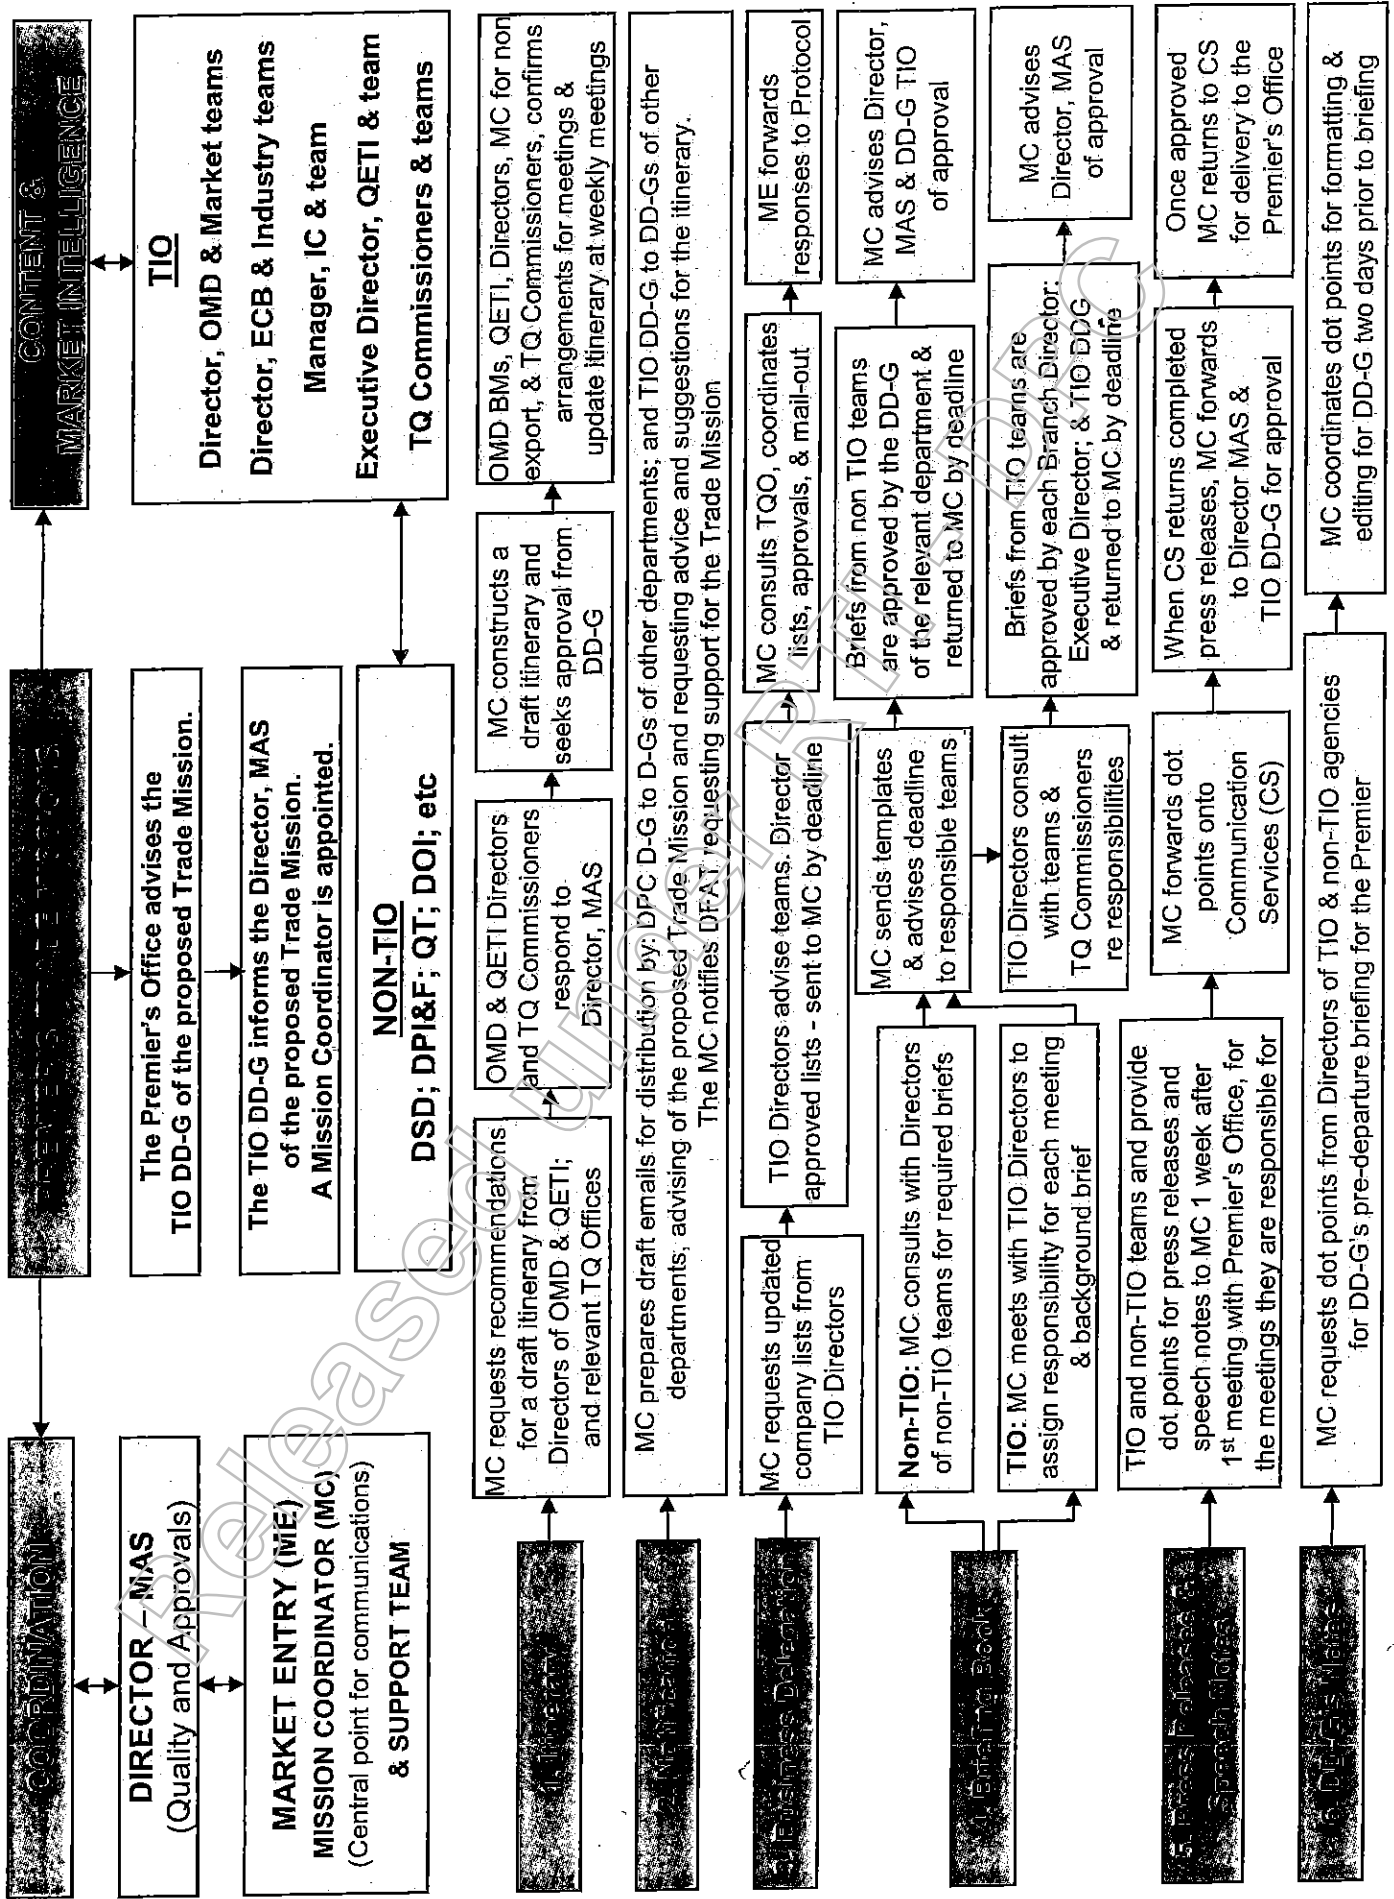 PREMIER'S TRADE MISSIONS
COORDINATION
CONTENT &
MARKET INTELLIGENCE
DIRECTOR – MAS
(Quality and Approvals)
MARKET ENTRY (ME)
MISSION COORDINATOR (MC)
(Central point for communications)
& SUPPORT TEAM
The Premier's Office advises the
TIO DD-G of the proposed Trade Mission.
The TIO DD-G informs the Director, MAS
of the proposed Trade Mission.
A Mission Coordinator is appointed.
NON-TIO
DSD; DPI&F; QT; DOI; etc
TIO
Director, OMD & Market teams
Director, ECB & Industry teams
Manager, IC & team
Executive Director, QETI & team
TQ Commissioners & teams
1. Itinerary
MC requests recommendations
for a draft itinerary from
Directors of OMD & QETI;
and relevant TQ Offices
OMD & QETI Directors
and TQ Commissioners
respond to
Director, MAS
MC constructs a
draft itinerary and
seeks approval from
DD-G
OMD BMs, QETI, Directors, MC for non
export, & TQ Commissioners, confirms
arrangements for meetings &
update itinerary at weekly meetings
2. Notification
MC prepares draft emails for distribution by: DPC D-G to D-Gs of other departments; and TIO DD-G to DD-Gs of other
departments; advising of the proposed Trade Mission and requesting advice and suggestions for the itinerary.
The MC notifies DFAT, requesting support for the Trade Mission
3. Business Delegation
MC requests updated
company lists from
TIO Directors
TIO Directors advise teams. Director
approved lists - sent to MC by deadline
MC consults TQO, coordinates
lists, approvals, & mail-out
ME forwards
responses to Protocol
4. Briefing Book
Non-TIO: MC consults with Directors
of non-TIO teams for required briefs
TIO: MC meets with TIO Directors to
assign responsibility for each meeting
& background brief
MC sends templates
& advises deadline
to responsible teams
TIO Directors consult
with teams &
TQ Commissioners
re responsibilities
Briefs from non TIO teams
are approved by the DD-G
of the relevant department &
returned to MC by deadline
Briefs from TIO teams are
approved by each Branch Director;
Executive Director; & TIO DDG
& returned to MC by deadline
MC advises Director,
MAS & DD-G TIO
of approval
MC advises
Director, MAS
of approval
5. Press Releases &
Speech Notes
TIO and non-TIO teams and provide
dot points for press releases and
speech notes to MC 1 week after
1st meeting with Premier's Office, for
the meetings they are responsible for
MC forwards dot
points onto
Communication
Services (CS)
When CS returns completed
press releases, MC forwards
to Director MAS &
TIO DD-G for approval
Once approved
MC returns to CS
for delivery to the
Premier's Office
6. DD-G's Notes
MC requests dot points from Directors of TIO & non-TIO agencies
for DD-G's pre-departure briefing for the Premier
MC coordinates dot points for formatting &
editing for DD-G two days prior to briefing
Released under RTI - DPC